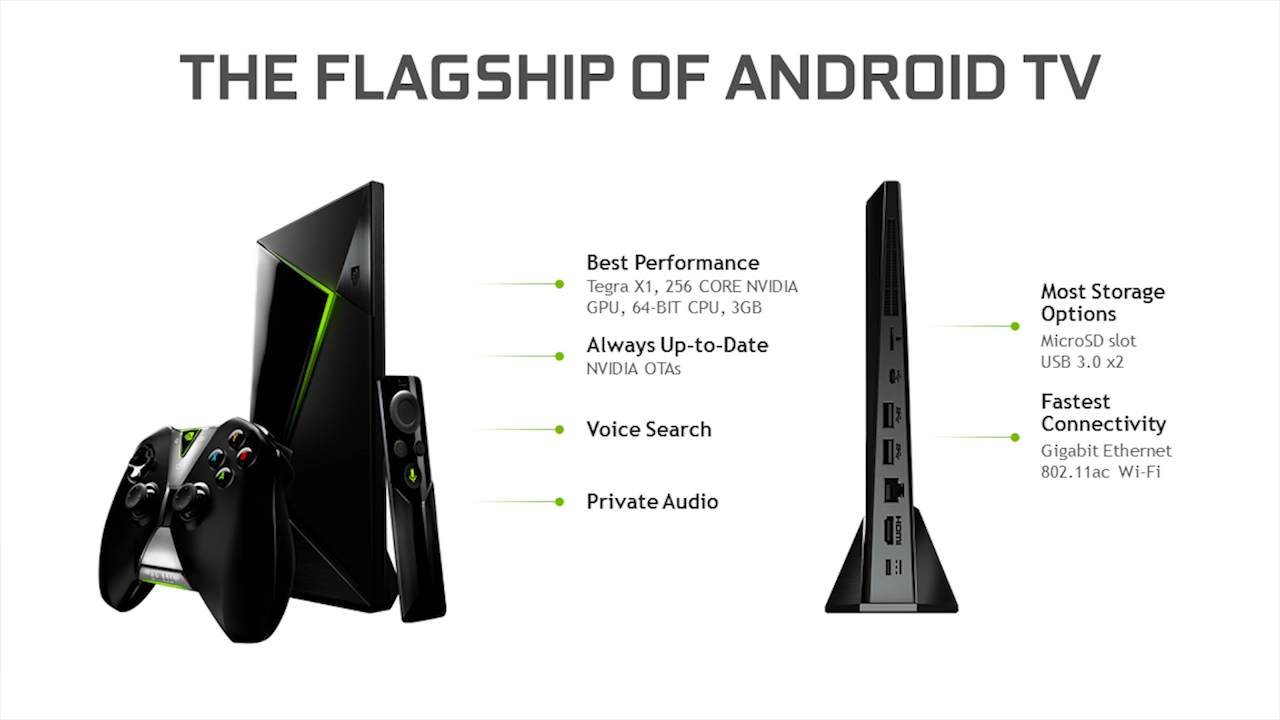 THE FLAGSHIP OF ANDROID TV
Best Performance
Tegra X1, 256 CORE NVIDIA
GPU, 64-BIT CPU, 3GB
Always Up-to-Date
NVIDIA OTAs
Voice Search
Private Audio
Most Storage
Options
MicroSD slot
USB 3.0 x2
Fastest
Connectivity
Gigabit Ethernet
802.11ac Wi-Fi
HDMI
Y
X
B
A